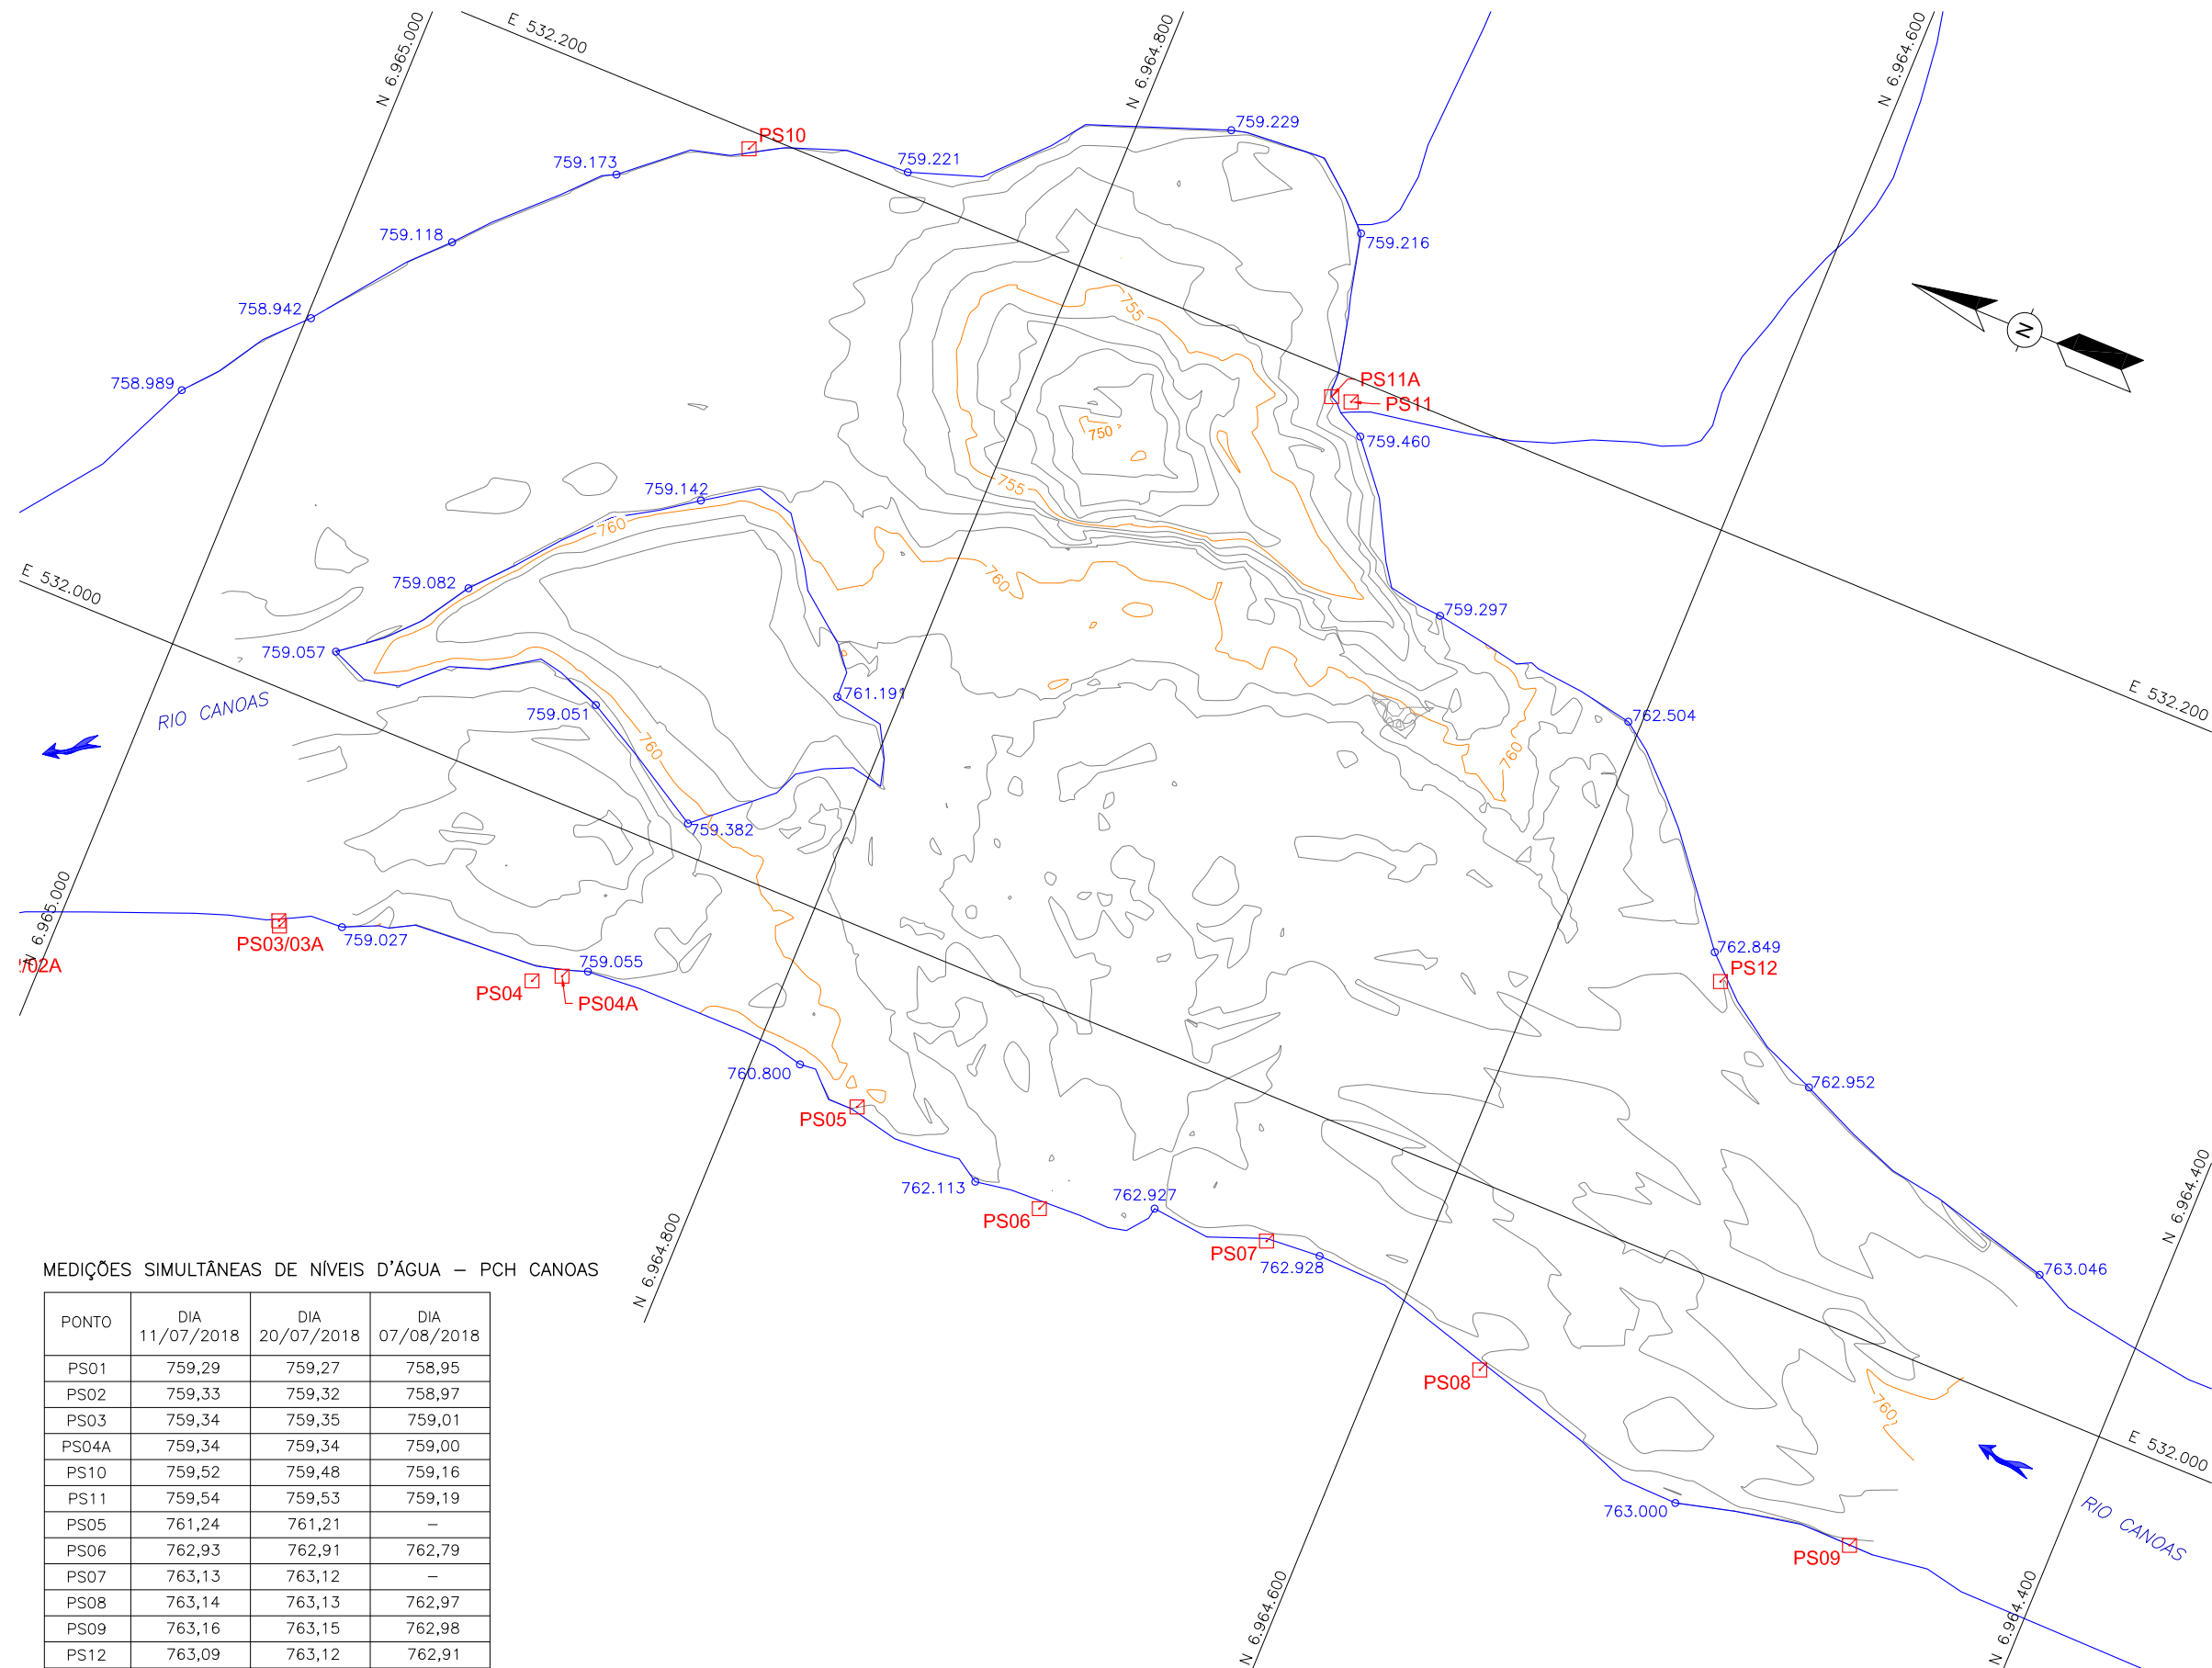 E 532.200
N 6.965.000
N 6.964.800
N 6.964.600
PS10
759.229
759.173
759.221
759.118
759.216
758.942
755
N
758.989
PS11A
PS11
750
759.460
755
759.142
760
E 532.000
759.082
760
759.297
759.057
RIO CANOAS
761.191
E 532.200
759.051
762.504
760
760
759.382
N 6.965.000
PS03/03A
759.027
/02A
759.055
762.849
PS12
PS04
PS04A
760.800
762.952
PS05
762.113
762.927
PS06
N 6.964.400
N 6.964.800
PS07
762.928
763.046
PS08
760
E 532.000
763.000
RIO CANOAS
PS09
N 6.964.600
N 6.964.400
MEDIÇÕES SIMULTÂNEAS DE NÍVEIS D'ÁGUA – PCH CANOAS
PONTO DIA 11/07/2018 DIA 20/07/2018 DIA 07/08/2018
PS01 759,29 759,27 758,95
PS02 759,33 759,32 758,97
PS03 759,34 759,35 759,01
PS04A 759,34 759,34 759,00
PS10 759,52 759,48 759,16
PS11 759,54 759,53 759,19
PS05 761,24 761,21 –
PS06 762,93 762,91 762,79
PS07 763,13 763,12 –
PS08 763,14 763,13 762,97
PS09 763,16 763,15 762,98
PS12 763,09 763,12 762,91